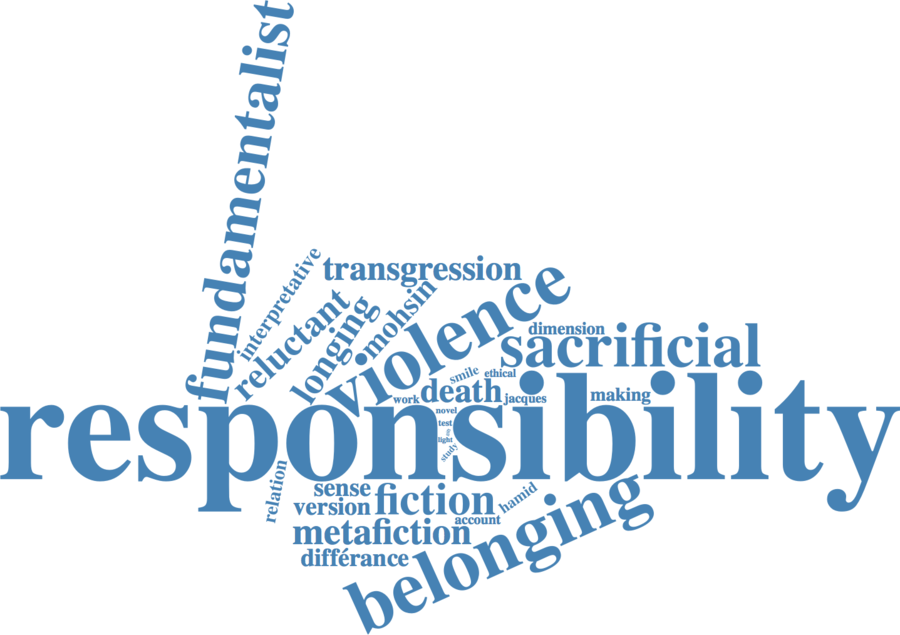 fundamentalist
interpretative
transgression
reluctant
longing
mohsin
violence
dimension
sacrificial
smile
ethical
death
work
jacques
making
novel
responsibility
test
light
study
relation
sense
version
fiction
hamid
account
metafiction
différance
belonging